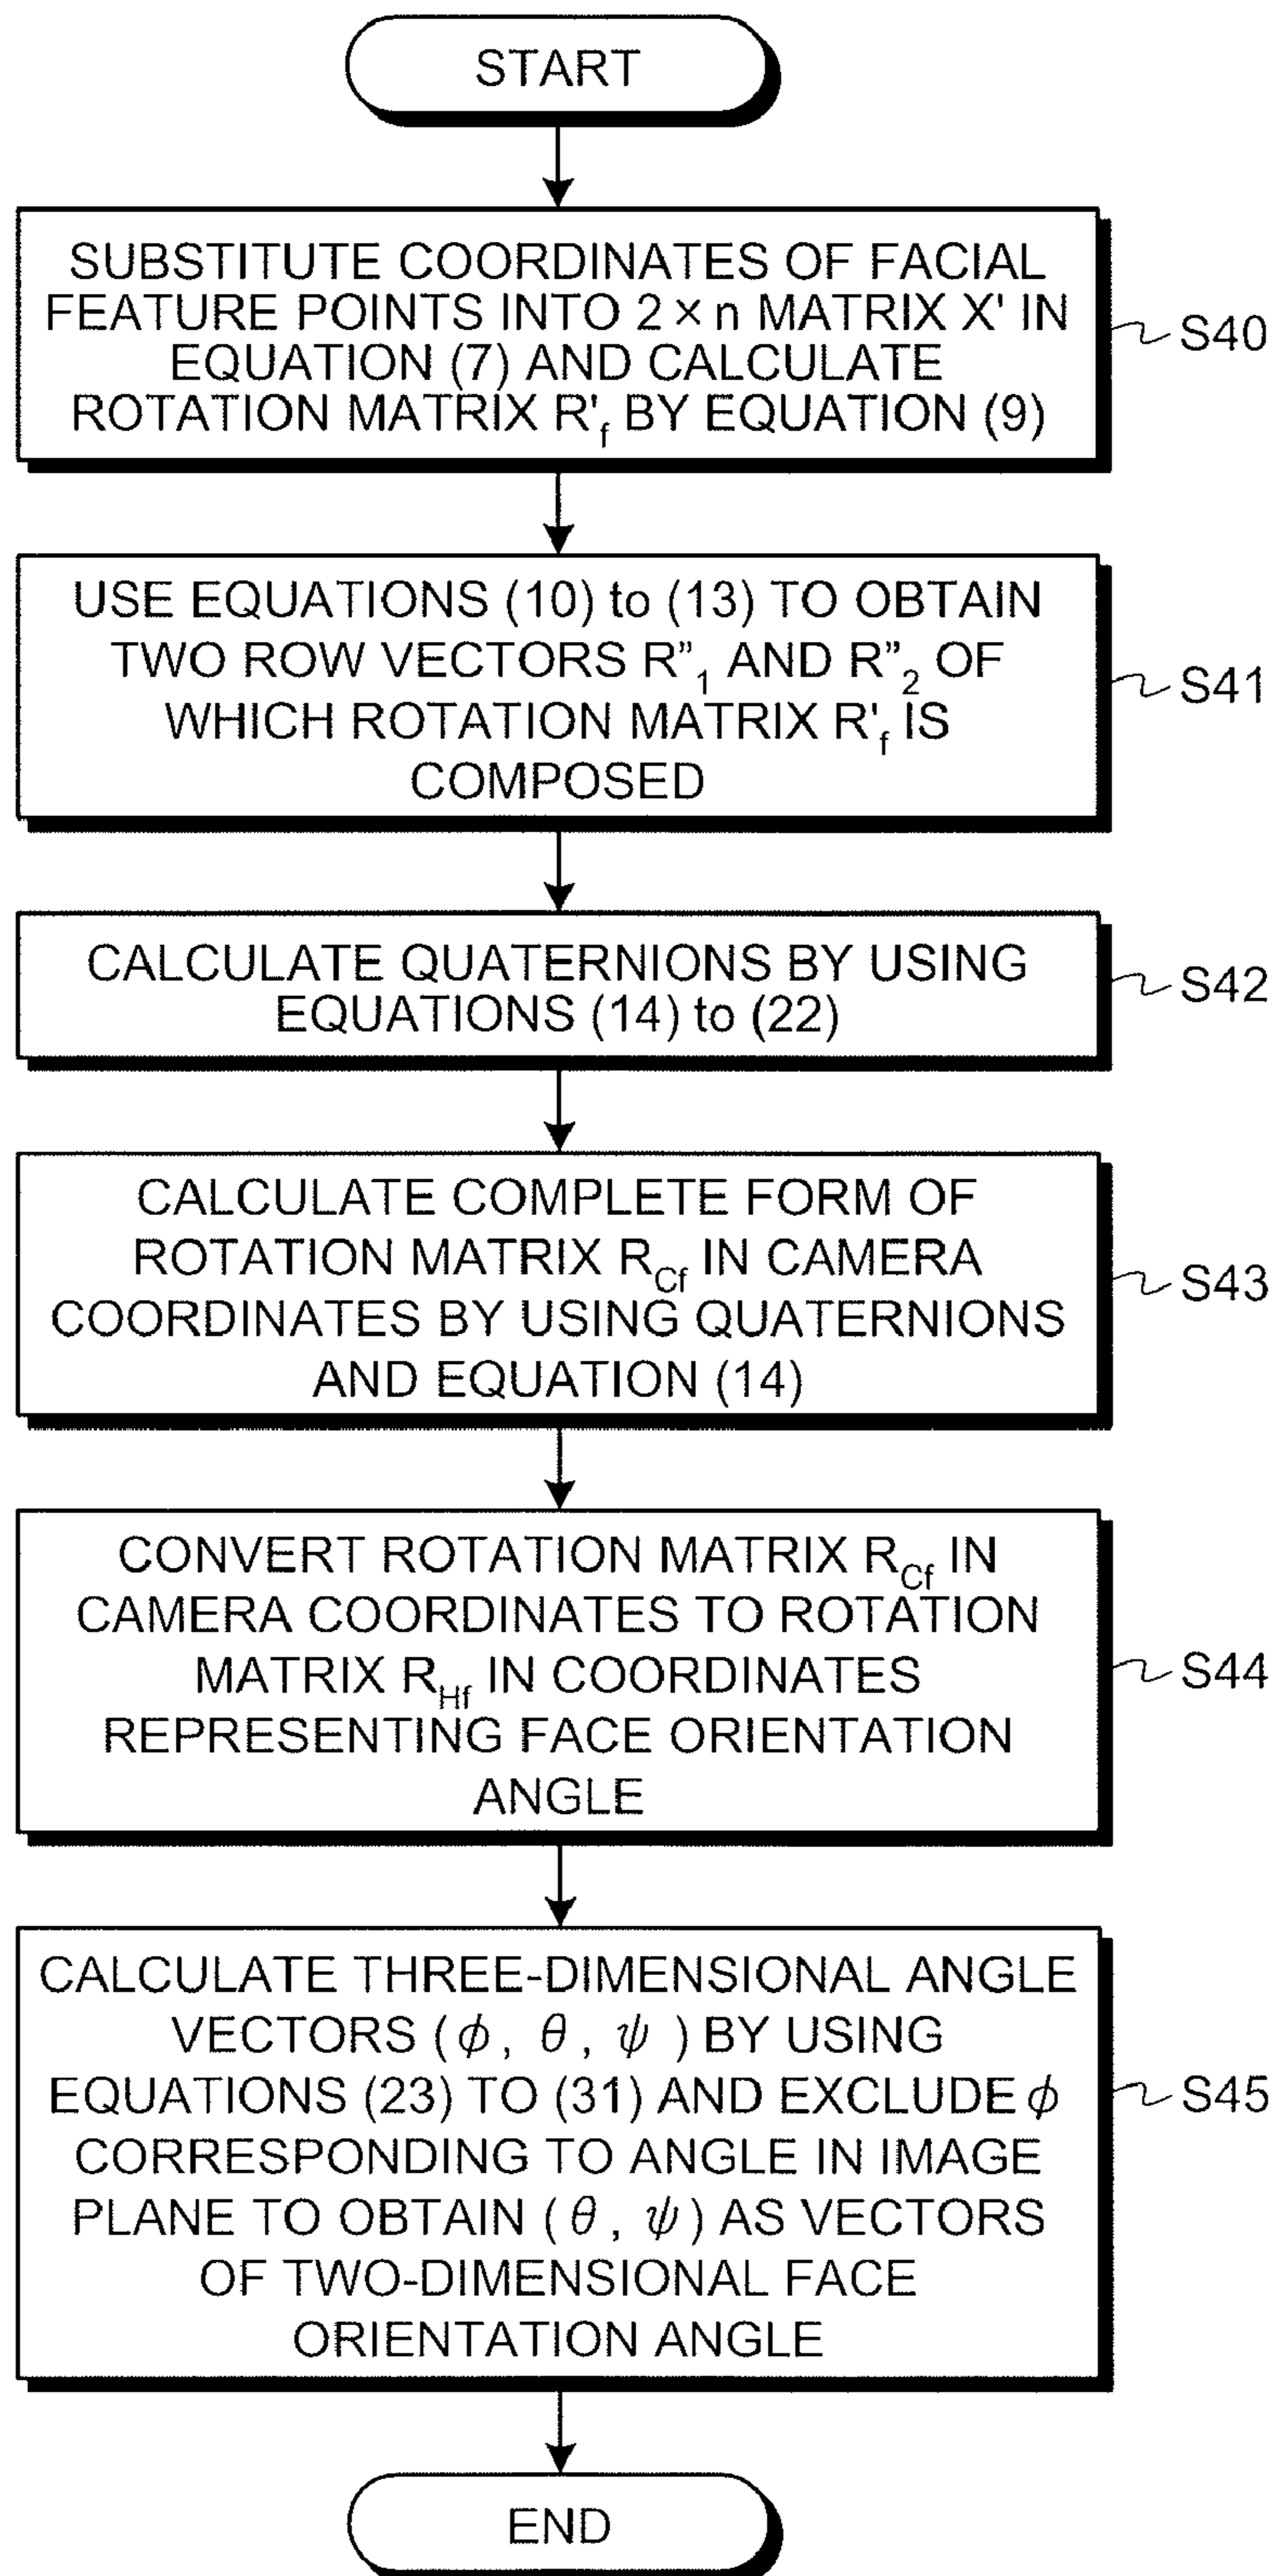 START
SUBSTITUTE COORDINATES OF FACIAL
FEATURE POINTS INTO 2 × n MATRIX X' IN
EQUATION (7) AND CALCULATE
ROTATION MATRIX R'f BY EQUATION (9)
S40
USE EQUATIONS (10) to (13) TO OBTAIN
TWO ROW VECTORS R”1 AND R”2 OF
WHICH ROTATION MATRIX R'f IS
COMPOSED
S41
CALCULATE QUATERNIONS BY USING
EQUATIONS (14) to (22)
S42
CALCULATE COMPLETE FORM OF
ROTATION MATRIX RCf IN CAMERA
COORDINATES BY USING QUATERNIONS
AND EQUATION (14)
S43
CONVERT ROTATION MATRIX RCf IN
CAMERA COORDINATES TO ROTATION
MATRIX RHf IN COORDINATES
REPRESENTING FACE ORIENTATION
ANGLE
S44
CALCULATE THREE-DIMENSIONAL ANGLE
VECTORS (ϕ, θ, ψ) BY USING
EQUATIONS (23) TO (31) AND EXCLUDE ϕ
CORRESPONDING TO ANGLE IN IMAGE
PLANE TO OBTAIN (θ, ψ) AS VECTORS
OF TWO-DIMENSIONAL FACE
ORIENTATION ANGLE
S45
END